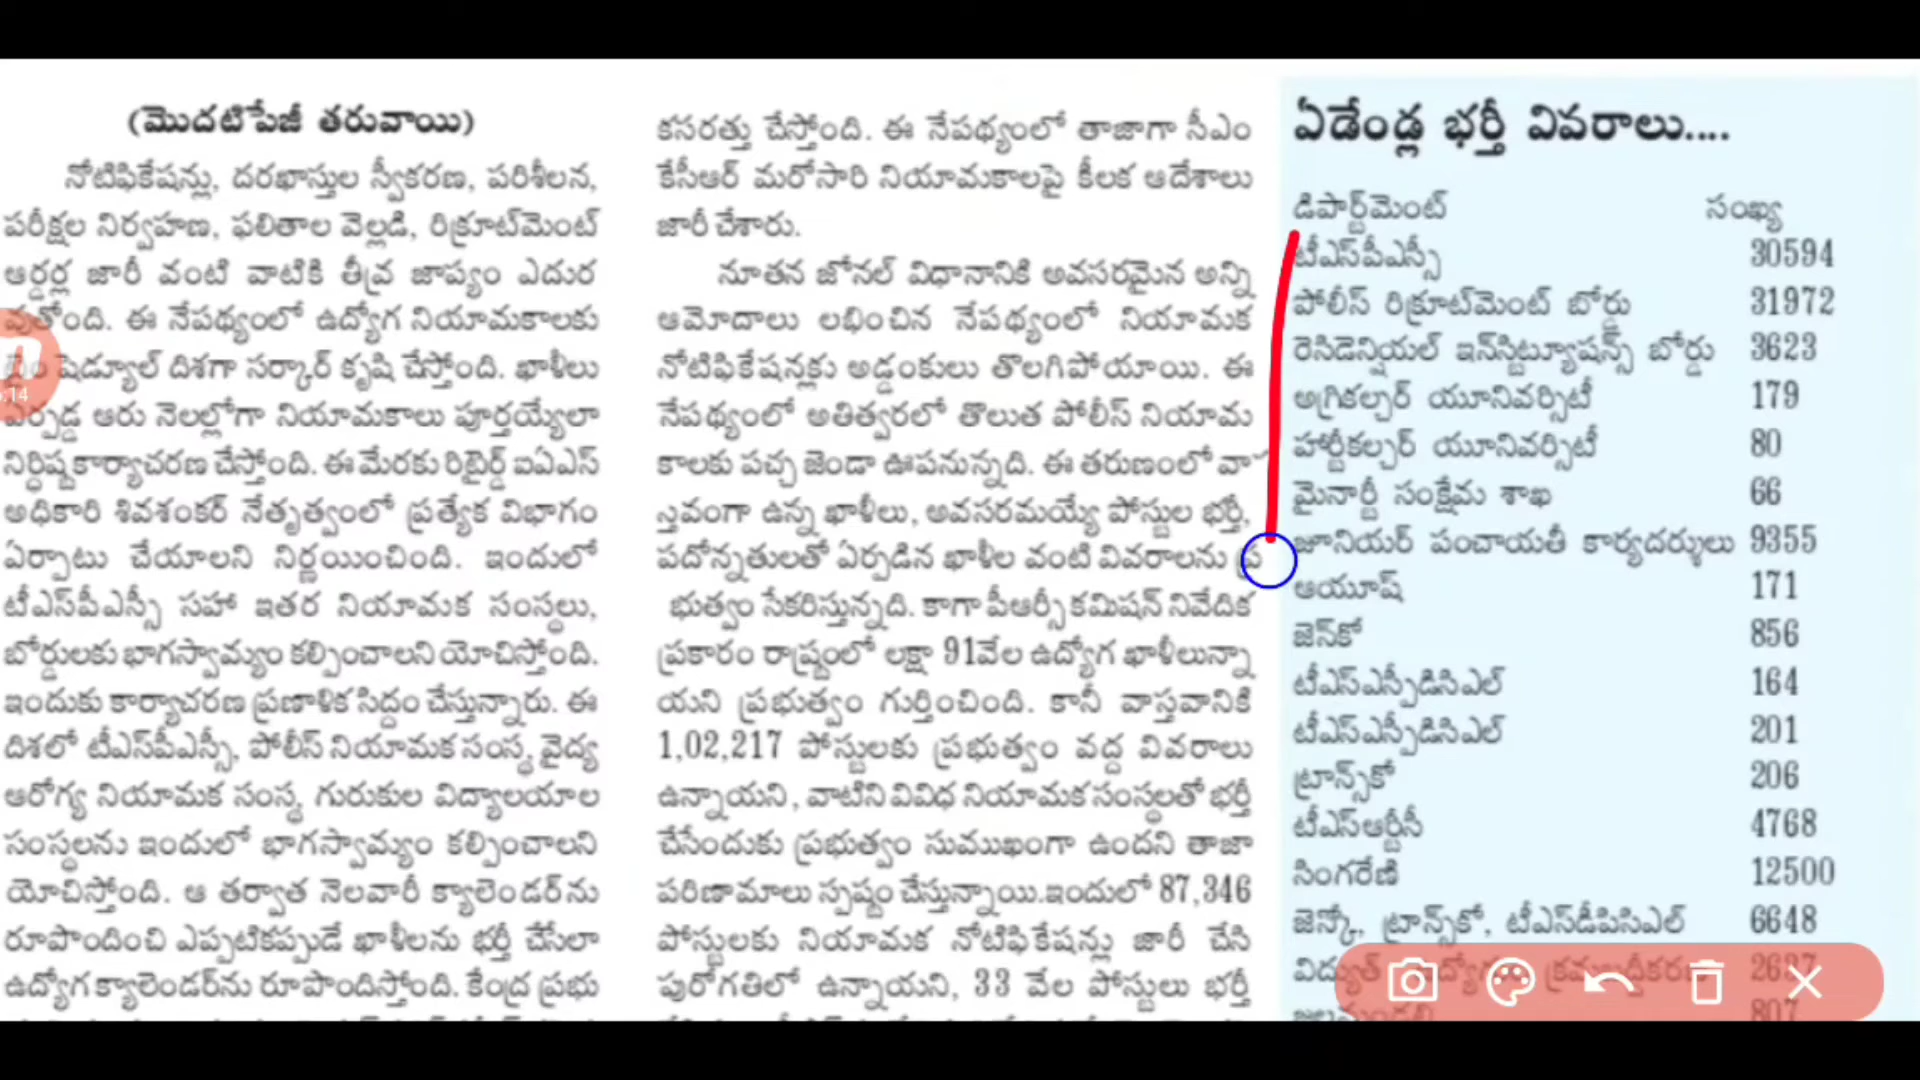 (మొదటిపేజీ తరువాయి)
నోటిఫికేషన్లు, దరఖాస్తుల స్వీకరణ, పరిశీలన,
పరీక్షల నిర్వహణ, ఫలితాల వెల్లడి, రిక్రూట్‌మెంట్
ఆర్డర్ల జారీ వంటి వాటికి తీవ్ర జాప్యం ఎదుర
వుతోంది. ఈ నేపథ్యంలో ఉద్యోగ నియామకాలకు
షెడ్యూల్ దిశగా సర్కార్ కృషి చేస్తోంది. ఖాళీలు
ఏర్పడ్డ ఆరు నెలల్లోగా నియామకాలు పూర్తయ్యేలా
నిర్ధిష్టకార్యాచరణ చేస్తోంది. ఈ మేరకు రిటైర్డ్ ఐఏఎస్
అధికారి శివశంకర్ నేతృత్వంలో ప్రత్యేక విభాగం
ఏర్పాటు చేయాలని నిర్ణయించింది. ఇందులో
టీఎస్‌పీఎస్సీ సహా ఇతర నియామక సంస్థలు,
బోర్డులకు భాగస్వామ్యం కల్పించాలని యోచిస్తోంది.
ఇందుకు కార్యాచరణ ప్రణాళిక సిద్దం చేస్తున్నారు. ఈ
దిశలో టీఎస్‌పీఎస్సీ, పోలీస్ నియామక సంస్థ, వైద్య
ఆరోగ్య నియామక సంస్థ, గురుకుల విద్యాలయాల
సంస్థలను ఇందులో భాగస్వామ్యం కల్పించాలని
యోచిస్తోంది. ఆ తర్వాత నెలవారీ క్యాలెండర్‌ను
రూపొందించి ఎప్పటికప్పుడే ఖాళీలను భర్తీ చేసేలా
ఉద్యోగ క్యాలెండర్‌ను రూపొందిస్తోంది. కేంద్ర ప్రభు
కసరత్తు చేస్తోంది. ఈ నేపథ్యంలో తాజాగా సీఎం
కేసీఆర్ మరోసారి నియామకాలపై కీలక ఆదేశాలు
జారీ చేశారు.
నూతన జోనల్ విధానానికి అవసరమైన అన్ని
ఆమోదాలు లభించిన నేపథ్యంలో నియామక
నోటిఫికేషన్లకు అడ్డంకులు తొలగిపోయాయి. ఈ
నేపథ్యంలో అతిత్వరలో తొలుత పోలీస్ నియామ
కాలకు పచ్చ జెండా ఊపనున్నది. ఈ తరుణంలో వా
స్తవంగా ఉన్న ఖాళీలు, అవసరమయ్యే పోస్టుల భర్తీ,
పదోన్నతులతో ఏర్పడిన ఖాళీల వంటి వివరాలను ప్ర
భుత్వం సేకరిస్తున్నది. కాగా పీఆర్సీ కమిషన్ నివేదిక
ప్రకారం రాష్ట్రంలో లక్షా 91వేల ఉద్యోగ ఖాళీలున్నా
యని ప్రభుత్వం గుర్తించింది. కానీ వాస్తవానికి
1,02,217 పోస్టులకు ప్రభుత్వం వద్ద వివరాలు
ఉన్నాయని, వాటిని వివిధ నియామక సంస్థలతో భర్తీ
చేసేందుకు ప్రభుత్వం సుముఖంగా ఉందని తాజా
పరిణామాలు స్పష్టం చేస్తున్నాయి.ఇందులో 87,346
పోస్టులకు నియామక నోటిఫికేషన్లు జారీ చేసి
పురోగతిలో ఉన్నాయని, 33 వేల పోస్టులు భర్తీ
ఏడేండ్ల భర్తీ వివరాలు....
డిపార్ట్‌మెంట్ సంఖ్య
టీఎస్‌పీఎస్సీ 30594
పోలీస్ రిక్రూట్‌మెంట్ బోర్డు 31972
రెసిడెన్షియల్ ఇన్‌స్టిట్యూషన్స్ బోర్డు 3623
అగ్రికల్చర్ యూనివర్సిటీ 179
హార్టీకల్చర్ యూనివర్సిటీ 80
మైనార్టీ సంక్షేమ శాఖ 66
జూనియర్ పంచాయతీ కార్యదర్శులు 9355
ఆయూష్ 171
జెన్‌కో 856
టీఎస్ఎస్పీడిసిఎల్ 164
టీఎస్ఎస్పీడిసిఎల్ 201
ట్రాన్స్‌కో 206
టీఎస్ఆర్టీసీ 4768
సింగరేణి 12500
జెన్కో, ట్రాన్స్‌కో, టీఎస్‌డీపిసిఎల్ 6648
విద్యుత్ 2637
807